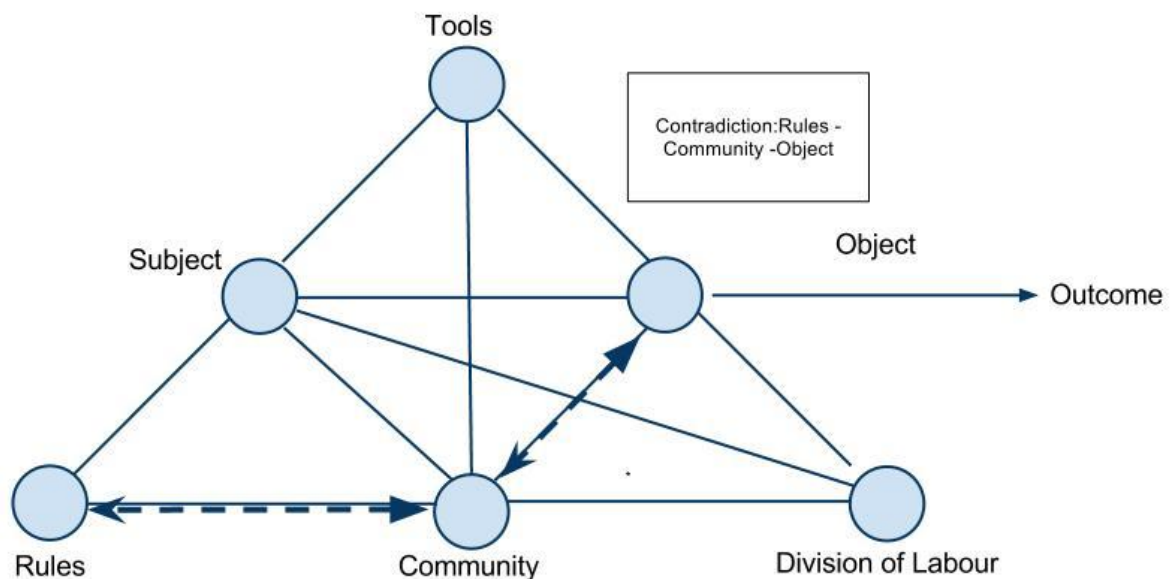 Tools
Contradiction:Rules -
Community -Object
Subject
Object
Outcome
Rules
Community
Division of Labour